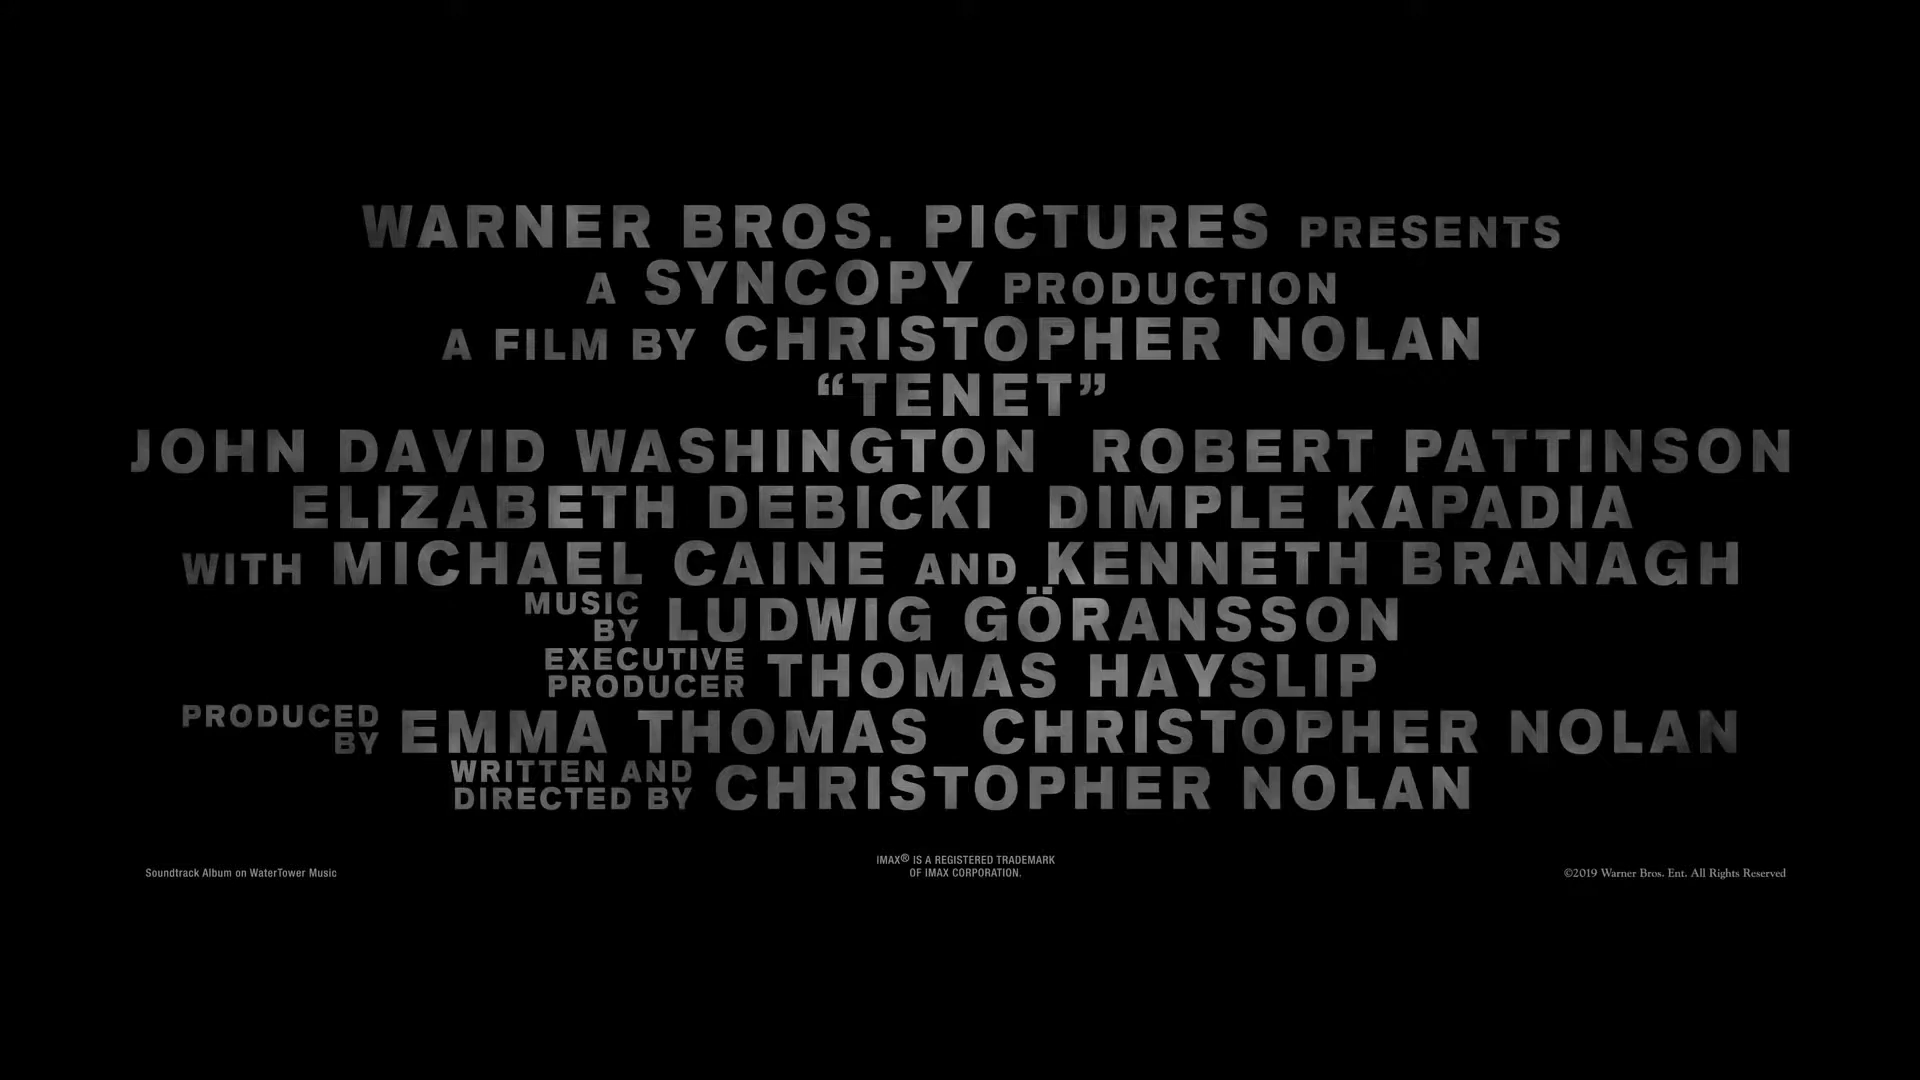 WARNER BROS. PICTURES PRESENTS
A SYNCOPY PRODUCTION
A FILM BY CHRISTOPHER NOLAN
“TENET”
JOHN DAVID WASHINGTON ROBERT PATTINSON
ELIZABETH DEBICKI DIMPLE KAPADIA
WITH MICHAEL CAINE AND KENNETH BRANAGH
MUSIC BY LUDWIG GÖRANSSON
EXECUTIVE PRODUCER THOMAS HAYSLIP
PRODUCED BY EMMA THOMAS CHRISTOPHER NOLAN
WRITTEN AND DIRECTED BY CHRISTOPHER NOLAN
Soundtrack Album on WaterTower Music
IMAX® IS A REGISTERED TRADEMARK
OF IMAX CORPORATION.
©2019 Warner Bros. Ent. All Rights Reserved